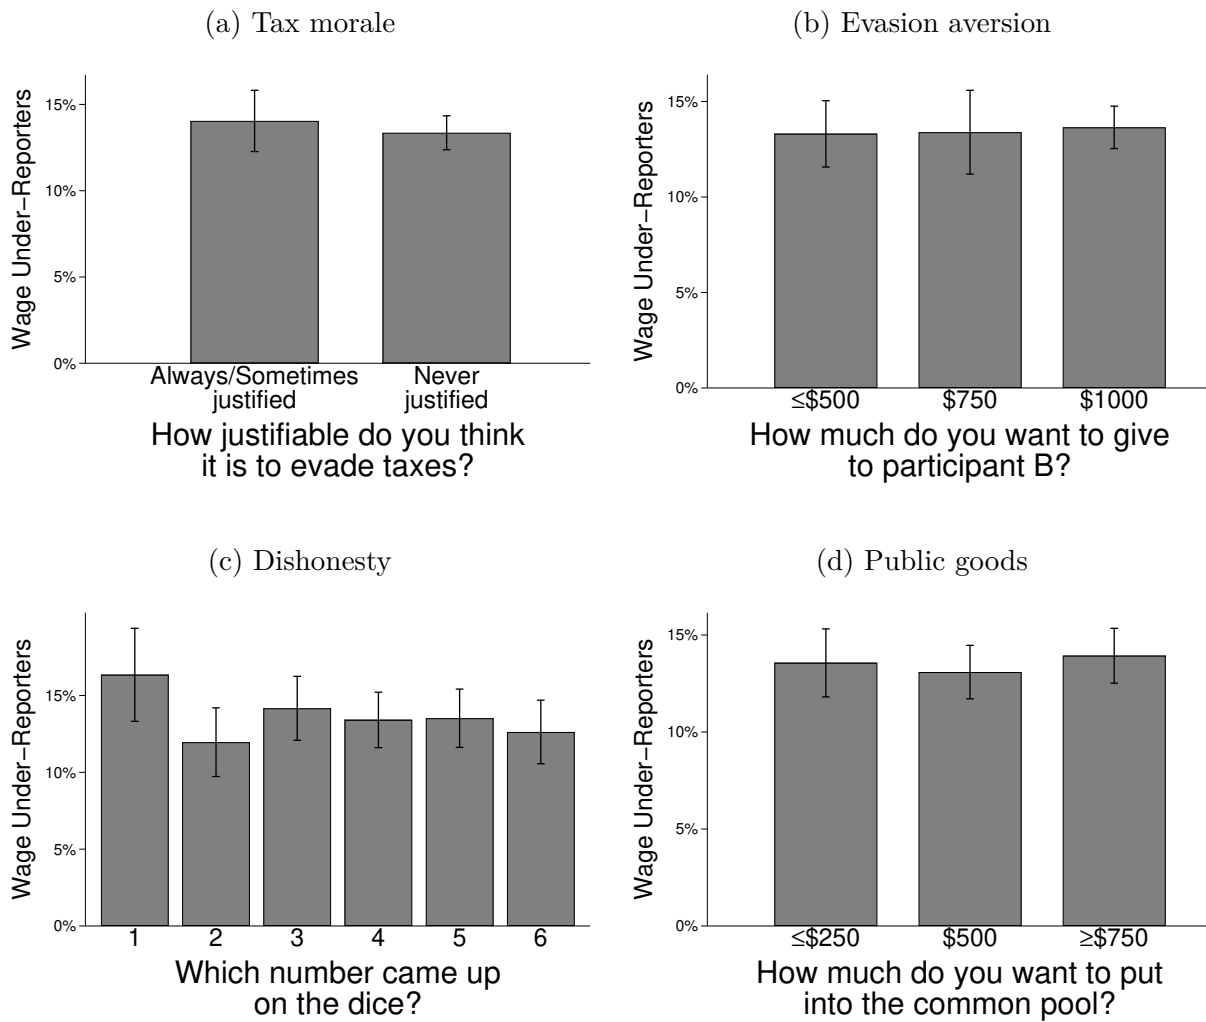 (a) Tax morale
Wage Under−Reporters
15%
10%
5%
0%
Always/Sometimes
justified
Never
justified
How justifiable do you think
it is to evade taxes?
(b) Evasion aversion
Wage Under−Reporters
15%
10%
5%
0%
≤$500
$750
$1000
How much do you want to give
to participant B?
(c) Dishonesty
Wage Under−Reporters
15%
10%
5%
0%
1 2 3 4 5 6
Which number came up
on the dice?
(d) Public goods
Wage Under−Reporters
15%
10%
5%
0%
≤$250
$500
≥$750
How much do you want to put
into the common pool?